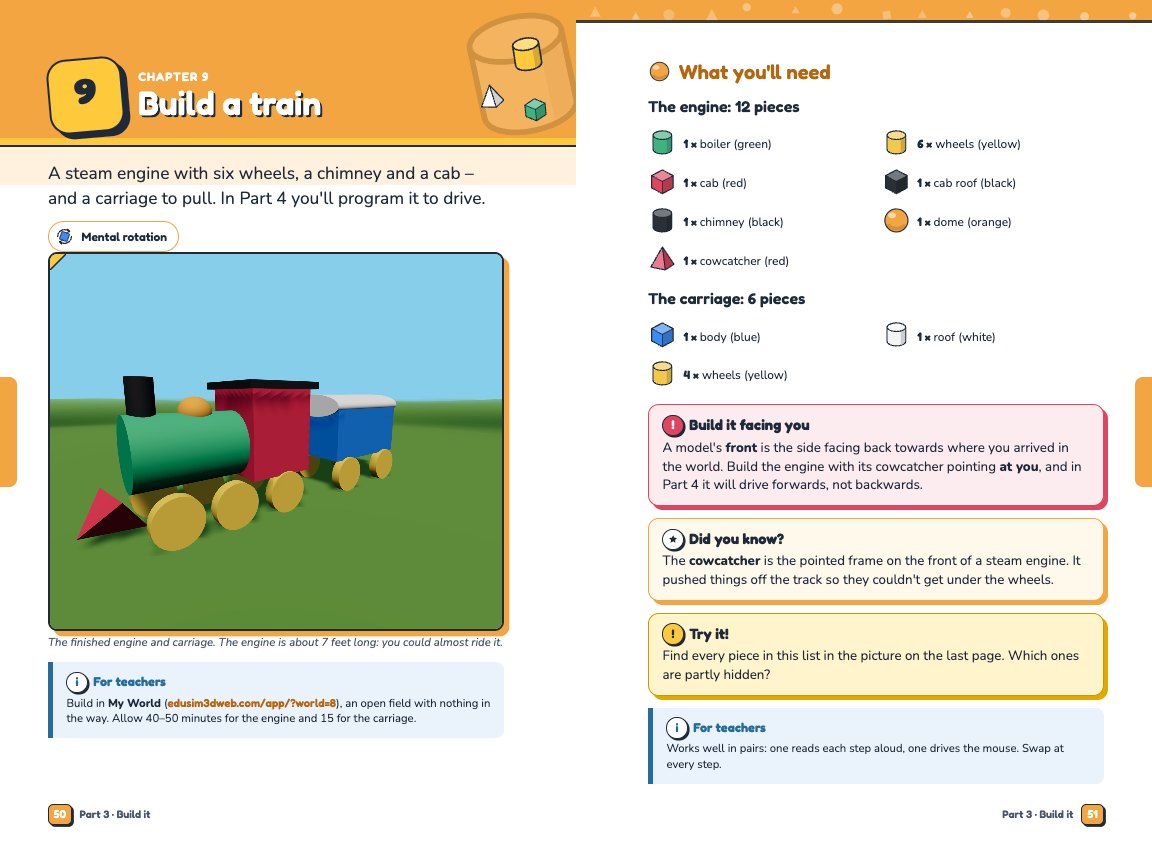 9
CHAPTER 9
Build a train
A steam engine with six wheels, a chimney and a cab –
and a carriage to pull. In Part 4 you'll program it to drive.
Mental rotation
The finished engine and carriage. The engine is about 7 feet long: you could almost ride it.
i For teachers
Build in My World (edusim3dweb.com/app/?world=8), an open field with nothing in
the way. Allow 40–50 minutes for the engine and 15 for the carriage.
50 Part 3 · Build it
What you'll need
The engine: 12 pieces
1 × boiler (green)
6 × wheels (yellow)
1 × cab (red)
1 × cab roof (black)
1 × chimney (black)
1 × dome (orange)
1 × cowcatcher (red)
The carriage: 6 pieces
1 × body (blue)
1 × roof (white)
4 × wheels (yellow)
! Build it facing you
A model's front is the side facing back towards where you arrived in
the world. Build the engine with its cowcatcher pointing at you, and in
Part 4 it will drive forwards, not backwards.
Did you know?
The cowcatcher is the pointed frame on the front of a steam engine. It
pushed things off the track so they couldn't get under the wheels.
! Try it!
Find every piece in this list in the picture on the last page. Which ones
are partly hidden?
i For teachers
Works well in pairs: one reads each step aloud, one drives the mouse. Swap at
every step.
Part 3 · Build it 51